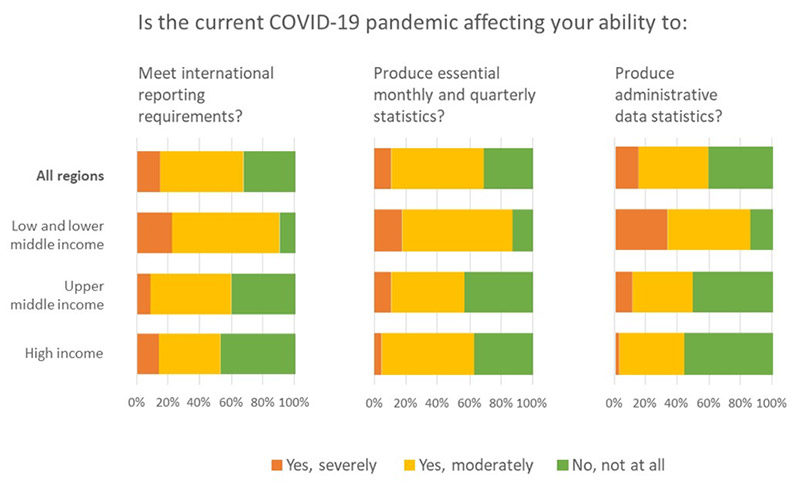 Is the current COVID-19 pandemic affecting your ability to:
Meet international
reporting
requirements?
Produce essential
monthly and quarterly
statistics?
Produce
administrative
data statistics?
All regions
Low and lower
middle income
Upper
middle income
High income
0% 20% 40% 60% 80% 100%
0% 20% 40% 60% 80% 100%
0% 20% 40% 60% 80% 100%
Yes, severely
Yes, moderately
No, not at all